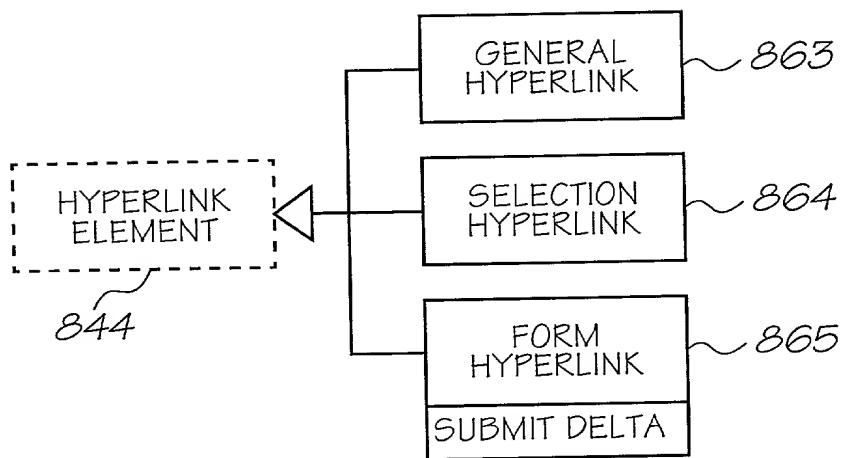 GENERAL
HYPERLINK
863
HYPERLINK
ELEMENT
844
SELECTION
HYPERLINK
864
FORM
HYPERLINK
865
SUBMIT DELTA